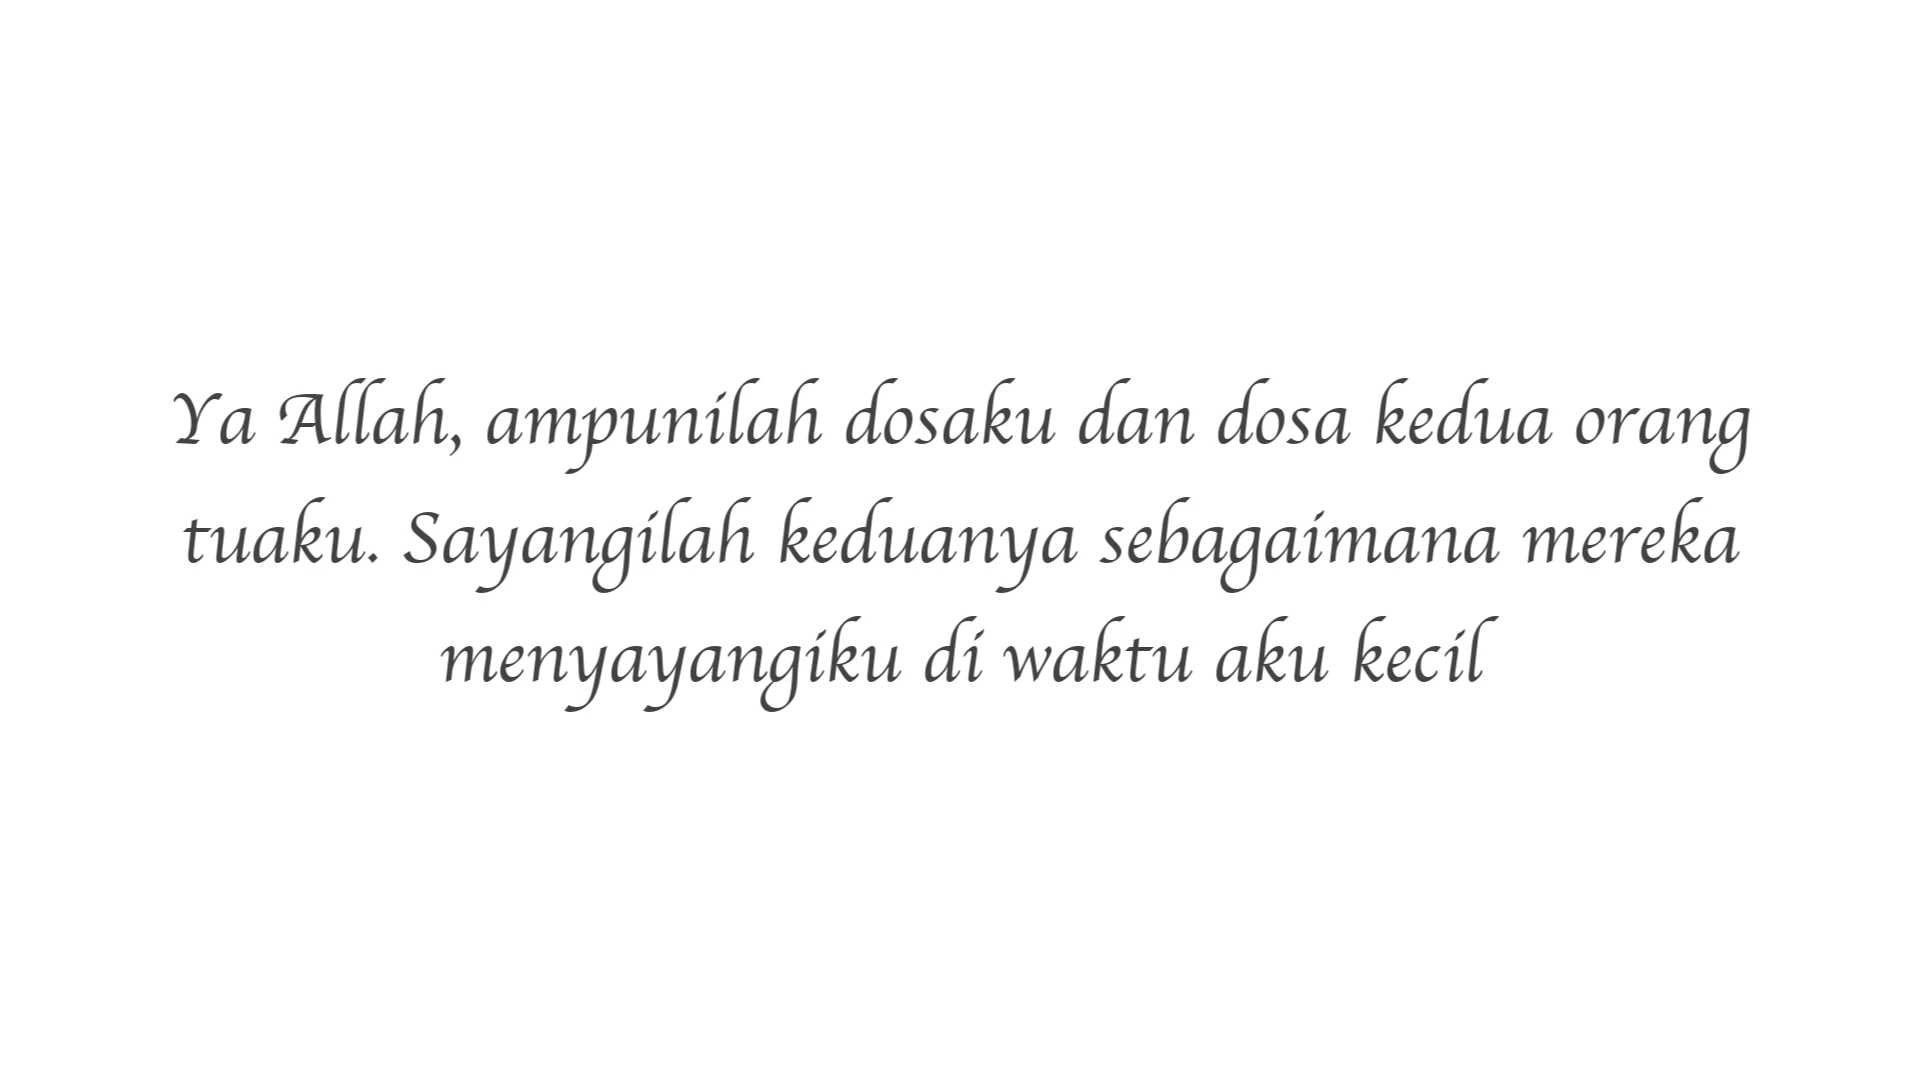 Ya Allah, ampunilah dosaku dan dosa kedua orang
tuaku. Sayangilah keduanya sebagaimana mereka
menyayangiku di waktu aku kecil